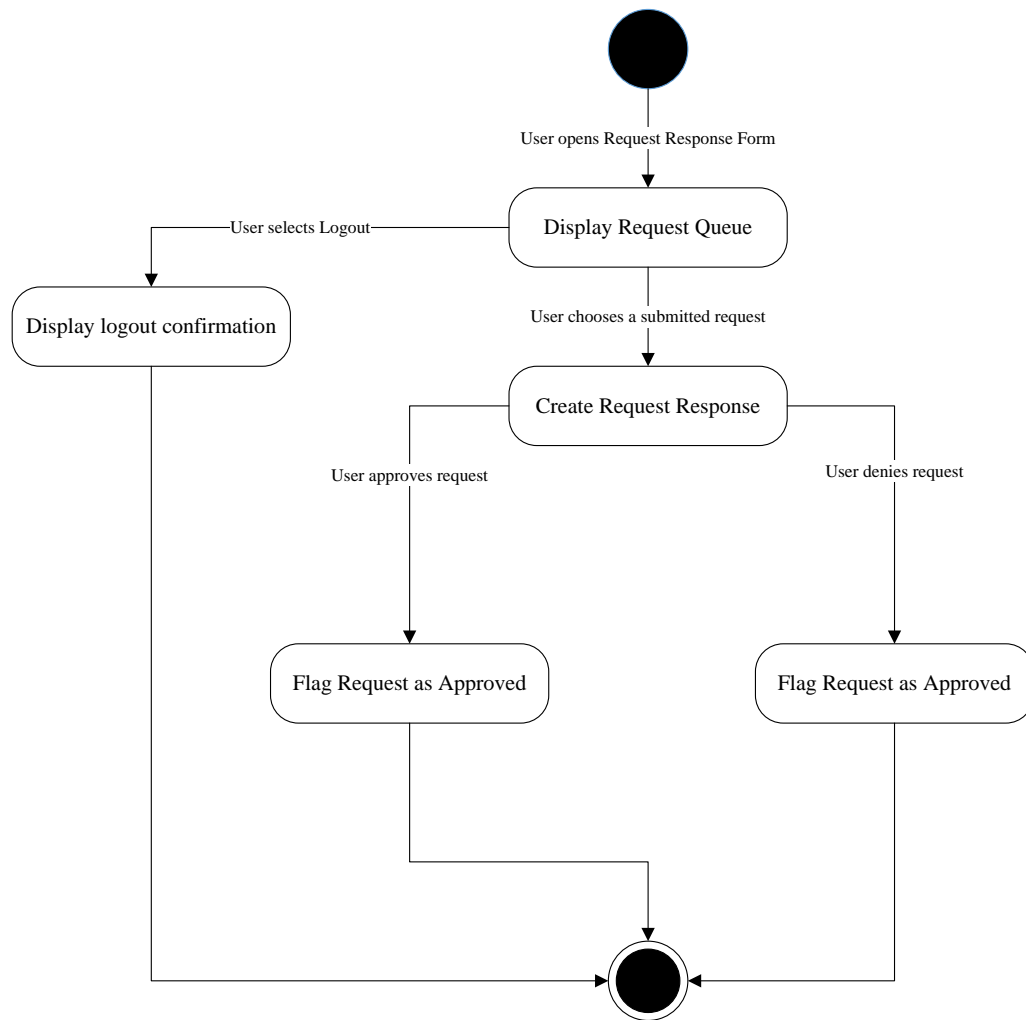 User opens Request Response Form
Display Request Queue
User selects Logout
Display logout confirmation
User chooses a submitted request
Create Request Response
User approves request
User denies request
Flag Request as Approved
Flag Request as Approved